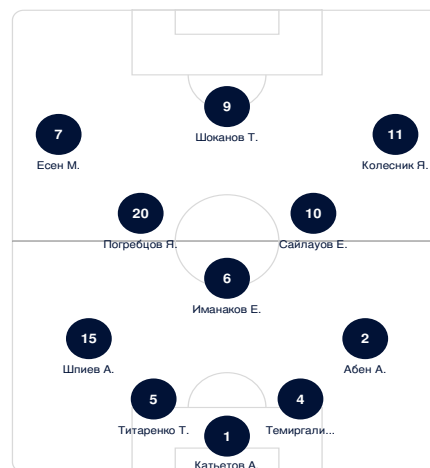 9
Шоканов Т.
7
Есен М.
11
Колесник Я.
20
Погребцов Я.
10
Сайлауов Е.
6
Иманаков Е.
15
Шпиев А.
2
Абен А.
5
Титаренко Т.
4
Темиргали...
1
Катьетов А.